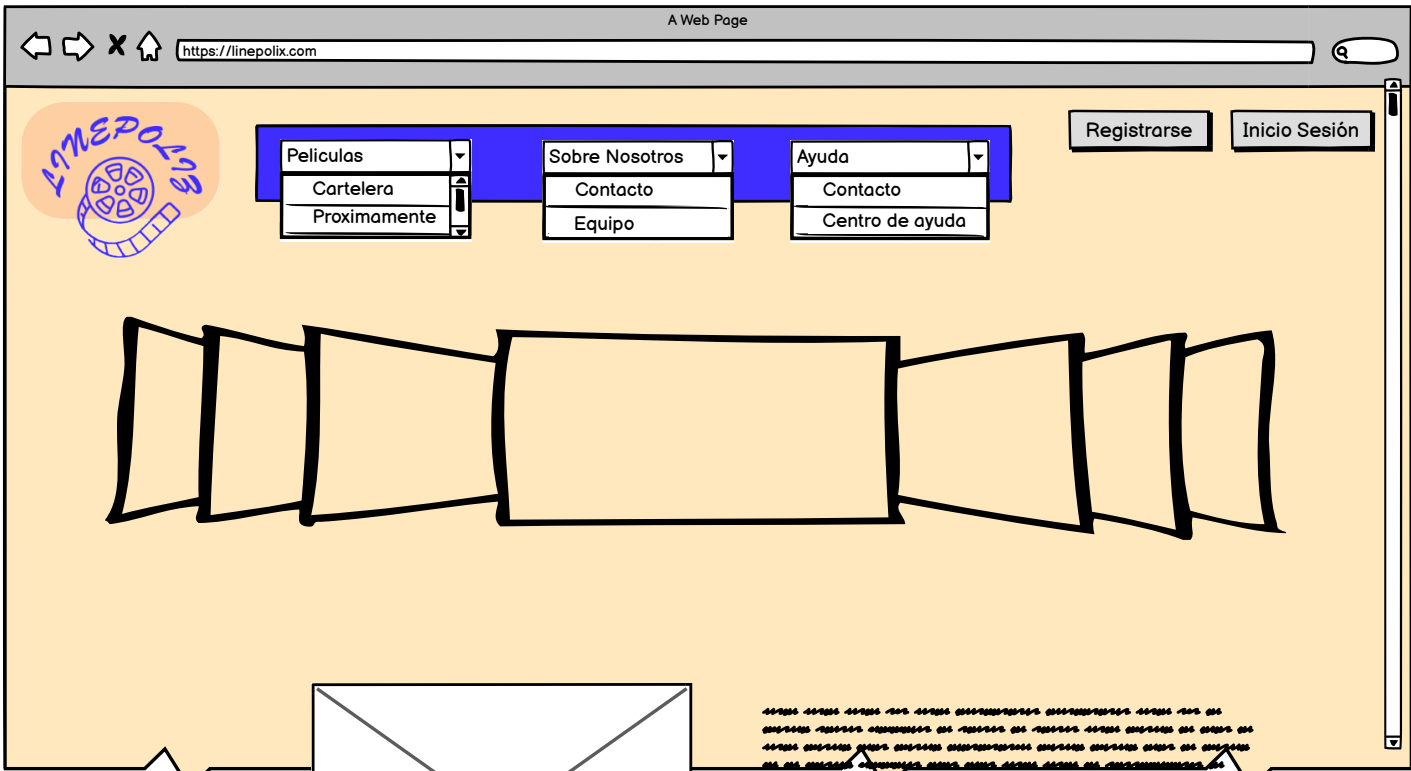 A Web Page
https://linepolix.com
LINEPOLIX
Registrarse
Inicio Sesión
Peliculas
Sobre Nosotros
Ayuda
Cartelera
Contacto
Contacto
Proximamente
Equipo
Centro de ayuda